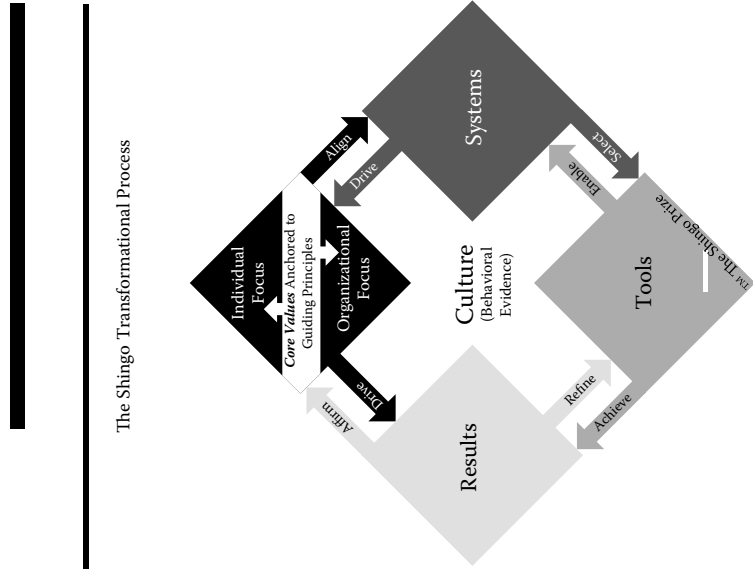 The Shingo Transformational Process
Individual
Focus
Core Values Anchored to
Guiding Principles
Organizational
Focus
Align
Drive
Systems
Select
Enable
Tools
™ The Shingo Prize
Achieve
Refine
Results
Affirm
Drive
Culture
(Behavioral
Evidence)